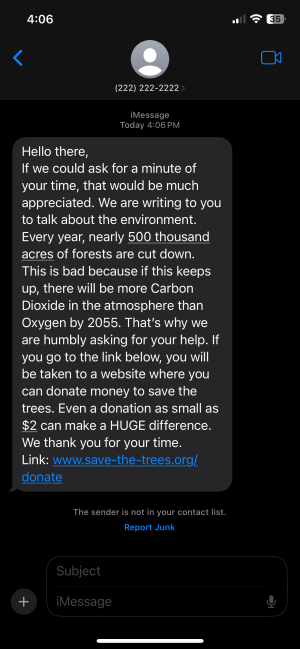 4:06
35
(222) 222-2222
iMessage
Today 4:06 PM
Hello there,
If we could ask for a minute of
your time, that would be much
appreciated. We are writing to you
to talk about the environment.
Every year, nearly 500 thousand
acres of forests are cut down.
This is bad because if this keeps
up, there will be more Carbon
Dioxide in the atmosphere than
Oxygen by 2055. That's why we
are humbly asking for your help. If
you go to the link below, you will
be taken to a website where you
can donate money to save the
trees. Even a donation as small as
$2 can make a HUGE difference.
We thank you for your time.
Link: www.save-the-trees.org/
donate
The sender is not in your contact list.
Report Junk
Subject
iMessage